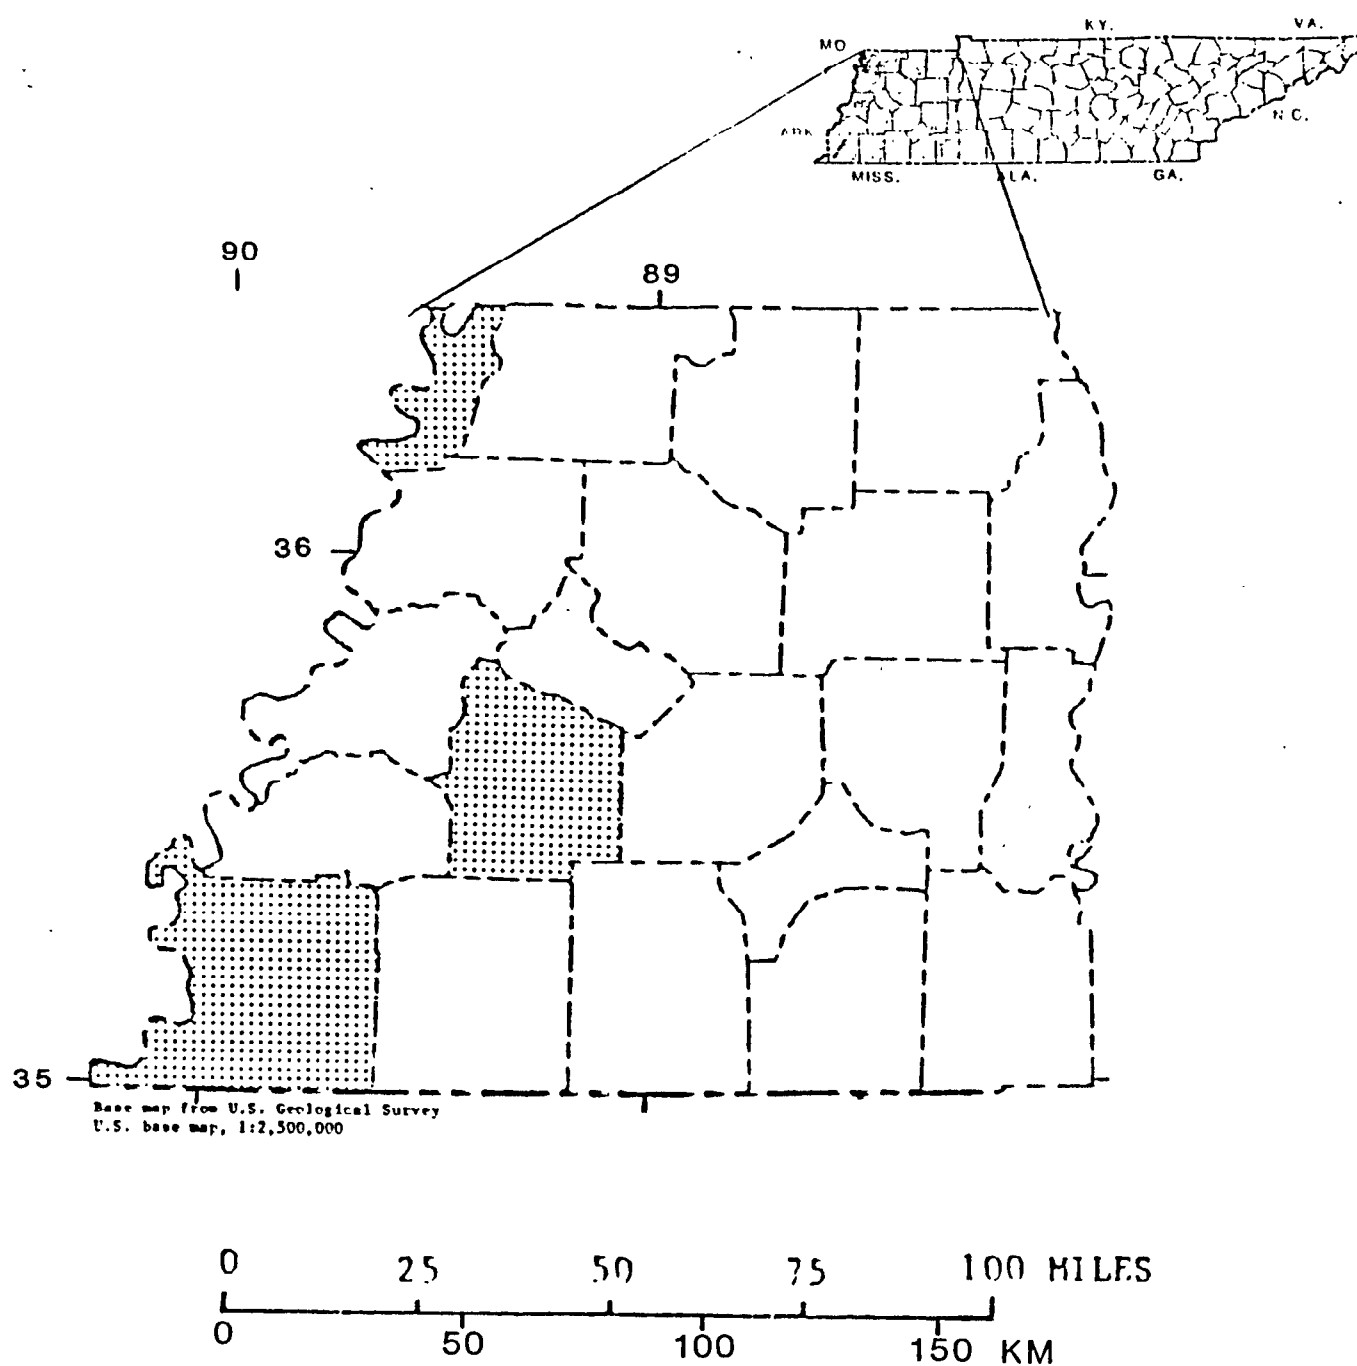 KY.
VA.
MO
ARK
N.C.
MISS.
ALA.
GA.
90
89
36
35
Base map from U.S. Geological Survey
U.S. base map, 1:2,500,000
0 25 50 75 100 MILES
0 50 100 150 KM